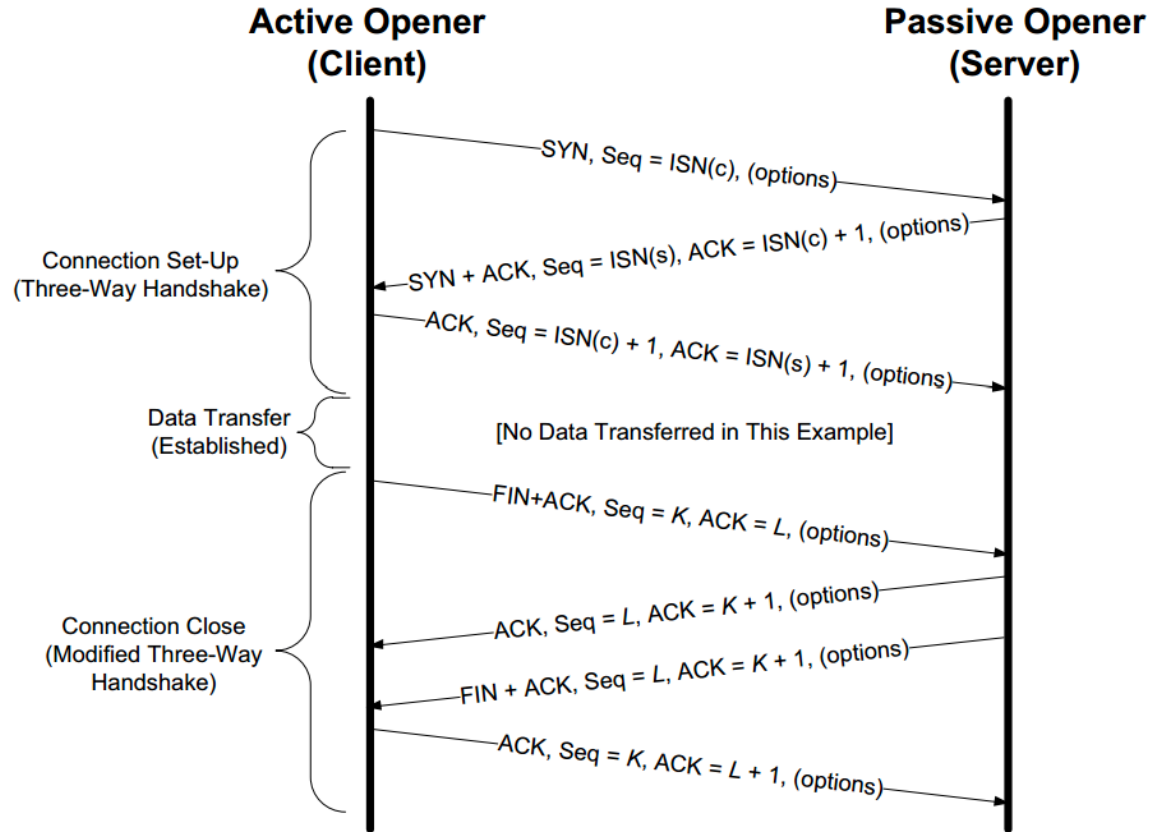 Active Opener
(Client)
Passive Opener
(Server)
SYN, Seq = ISN(c), (options)
SYN + ACK, Seq = ISN(s), ACK = ISN(c) + 1, (options)
Connection Set-Up
(Three-Way Handshake)
ACK, Seq = ISN(c) + 1, ACK = ISN(s) + 1, (options)
Data Transfer
(Established)
[No Data Transferred in This Example]
FIN+ACK, Seq = K, ACK = L, (options)
ACK, Seq = L, ACK = K + 1, (options)
Connection Close
(Modified Three-Way
Handshake)
FIN + ACK, Seq = L, ACK = K + 1, (options)
ACK, Seq = K, ACK = L + 1, (options)